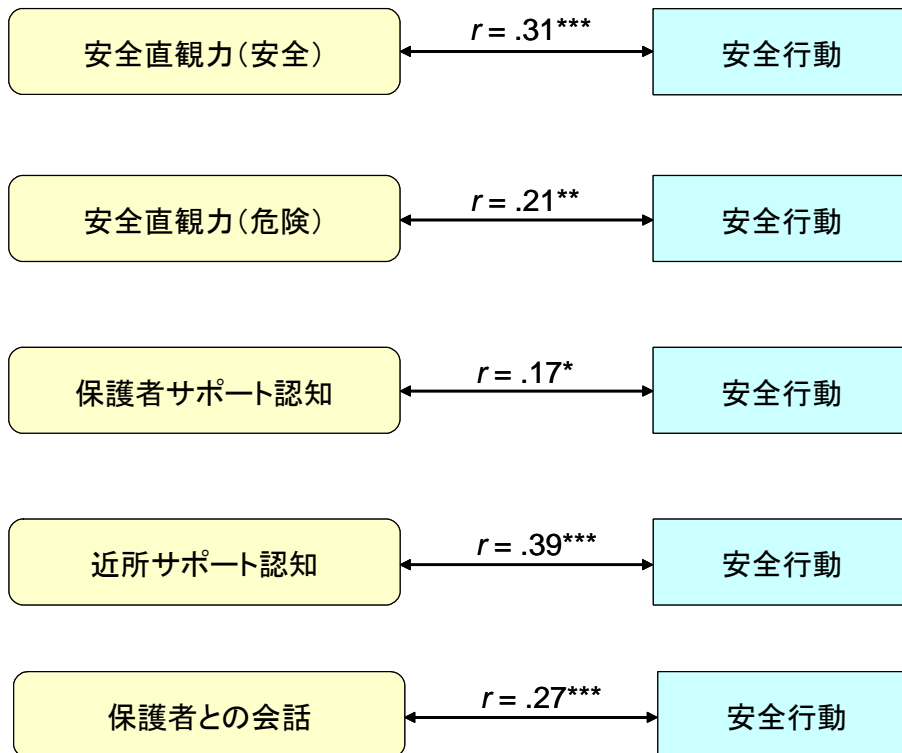 安全直観力(安全) r = .31*** 安全行動
安全直観力(危険) r = .21** 安全行動
保護者サポート認知 r = .17* 安全行動
近所サポート認知 r = .39*** 安全行動
保護者との会話 r = .27*** 安全行動